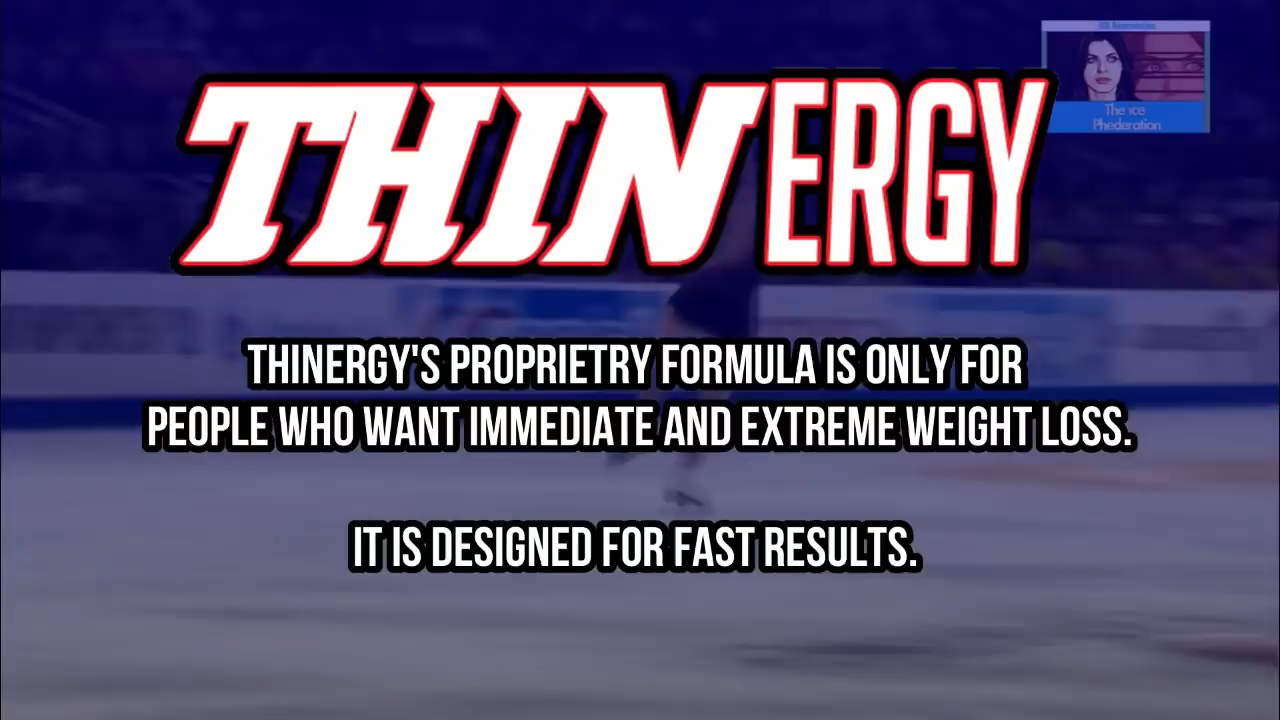 THINERGY
The ice
Phederation
THINERGY'S PROPRIETRY FORMULA IS ONLY FOR
PEOPLE WHO WANT IMMEDIATE AND EXTREME WEIGHT LOSS.
IT IS DESIGNED FOR FAST RESULTS.